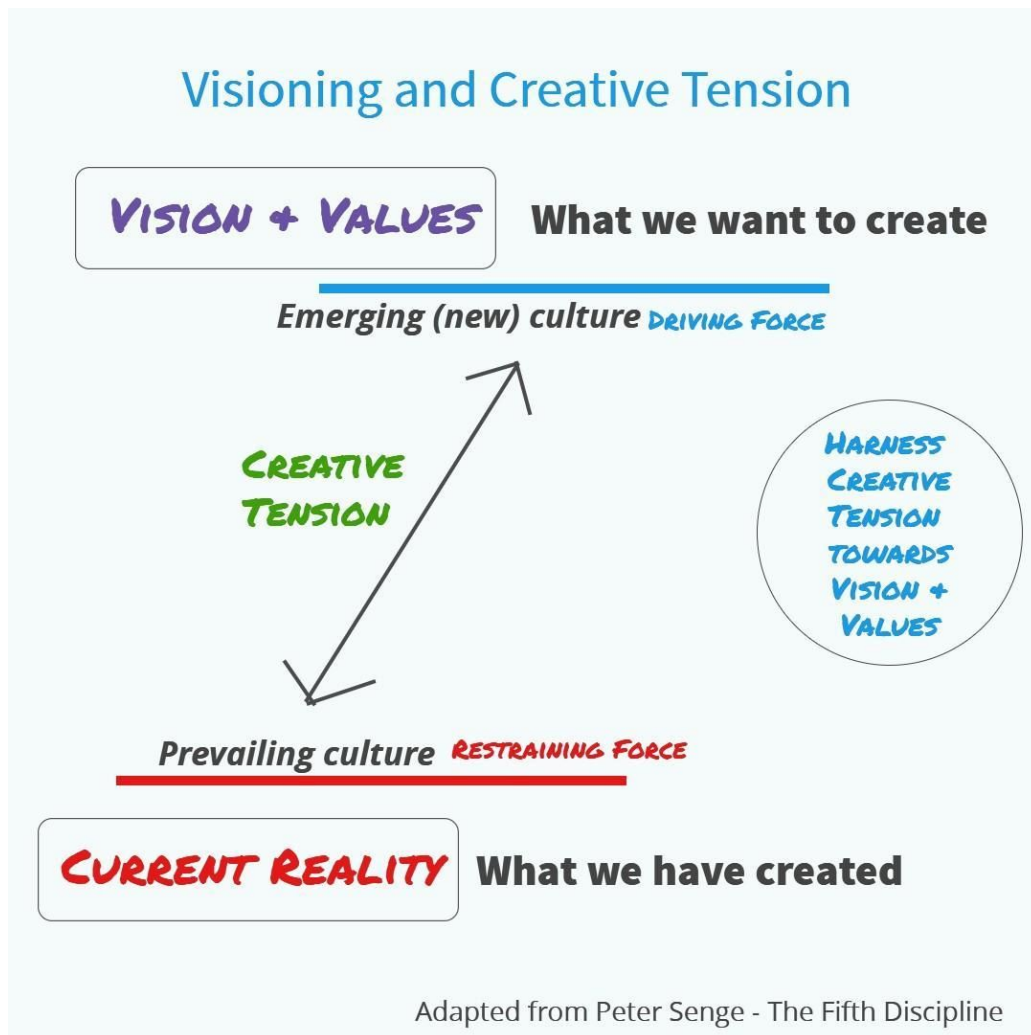 Visioning and Creative Tension
VISION + VALUES What we want to create
Emerging (new) culture DRIVING FORCE
CREATIVE
TENSION
HARNESS
CREATIVE
TENSION
TOWARDS
VISION +
VALUES
Prevailing culture RESTRAINING FORCE
CURRENT REALITY What we have created
Adapted from Peter Senge - The Fifth Discipline